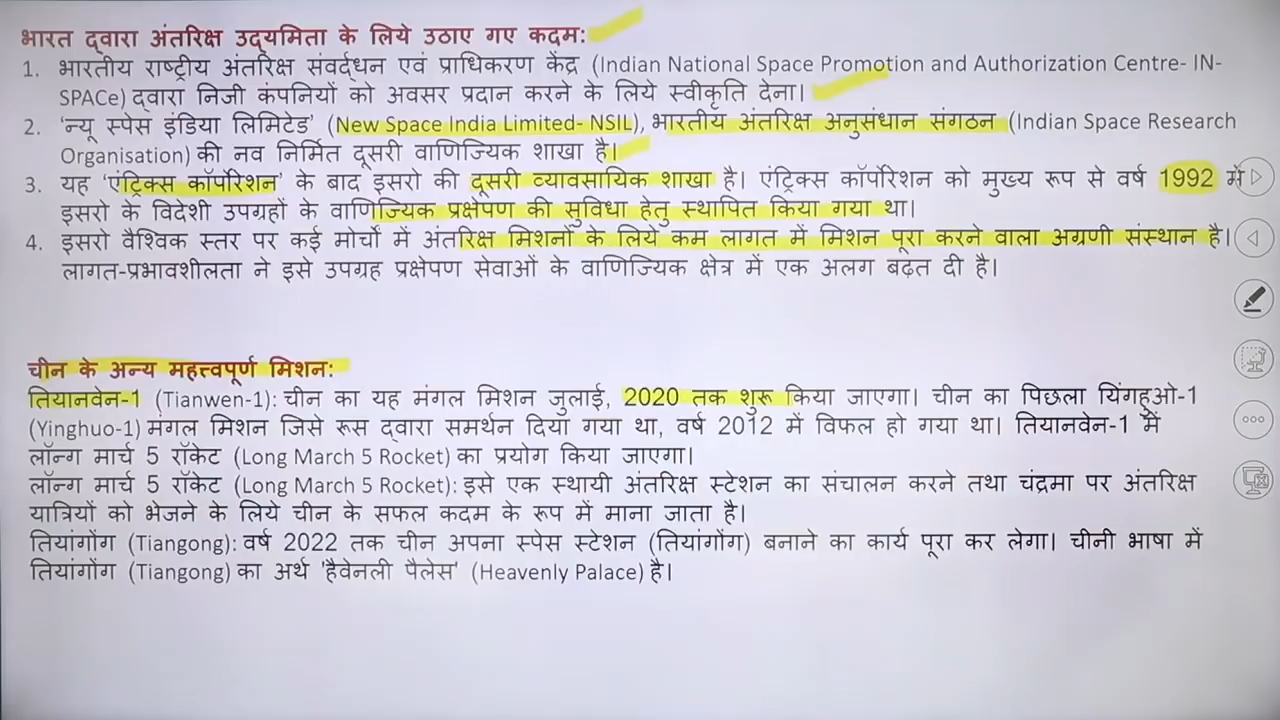 भारत द्वारा अंतरिक्ष उद्यमिता के लिये उठाए गए कदम:
1. भारतीय राष्ट्रीय अंतरिक्ष संवर्द्धन एवं प्राधिकरण केंद्र (Indian National Space Promotion and Authorization Centre- IN-
SPACe) द्वारा निजी कंपनियों को अवसर प्रदान करने के लिये स्वीकृति देना।
2. ‘न्यू स्पेस इंडिया लिमिटेड’ (New Space India Limited- NSIL), भारतीय अंतरिक्ष अनुसंधान संगठन (Indian Space Research
Organisation) की नव निर्मित दूसरी वाणिज्यिक शाखा है।
3. यह ‘एंट्रिक्स कॉर्पोरेशन’ के बाद इसरो की दूसरी व्यावसायिक शाखा है। एंट्रिक्स कॉर्पोरेशन को मुख्य रूप से वर्ष 1992 में
इसरो के विदेशी उपग्रहों के वाणिज्यिक प्रक्षेपण की सुविधा हेतु स्थापित किया गया था।
4. इसरो वैश्विक स्तर पर कई मोर्चों में अंतरिक्ष मिशनों के लिये कम लागत में मिशन पूरा करने वाला अग्रणी संस्थान है।
लागत-प्रभावशीलता ने इसे उपग्रह प्रक्षेपण सेवाओं के वाणिज्यिक क्षेत्र में एक अलग बढ़त दी है।
चीन के अन्य महत्त्वपूर्ण मिशन:
तियानवेन-1 (Tianwen-1): चीन का यह मंगल मिशन जुलाई, 2020 तक शुरू किया जाएगा। चीन का पिछला यिंगहुओ-1
(Yinghuo-1) मंगल मिशन जिसे रूस द्वारा समर्थन दिया गया था, वर्ष 2012 में विफल हो गया था। तियानवेन-1 में
लॉन्ग मार्च 5 रॉकेट (Long March 5 Rocket) का प्रयोग किया जाएगा।
लॉन्ग मार्च 5 रॉकेट (Long March 5 Rocket): इसे एक स्थायी अंतरिक्ष स्टेशन का संचालन करने तथा चंद्रमा पर अंतरिक्ष
यात्रियों को भेजने के लिये चीन के सफल कदम के रूप में माना जाता है।
तियांगोंग (Tiangong): वर्ष 2022 तक चीन अपना स्पेस स्टेशन (तियांगोंग) बनाने का कार्य पूरा कर लेगा। चीनी भाषा में
तियांगोंग (Tiangong) का अर्थ 'हैवेनली पैलेस' (Heavenly Palace) है।